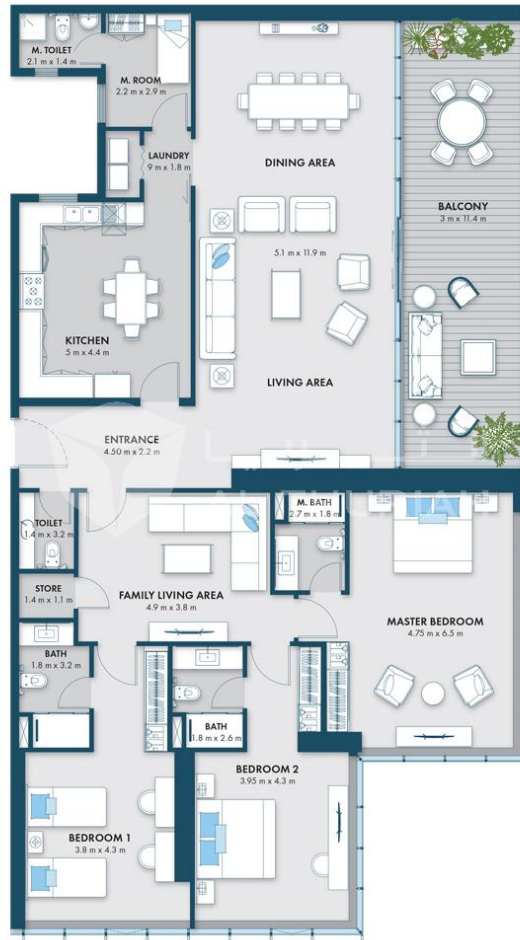 M. TOILET
2.1 m x 1.4 m
M. ROOM
2.2 m x 2.9 m
LAUNDRY
9 m x 1.8 m
DINING AREA
BALCONY
3 m x 11.4 m
5.1 m x 11.9 m
KITCHEN
5 m x 4.4 m
LIVING AREA
ENTRANCE
4.50 m x 2.2 m
M. BATH
2.7 m x 1.8 m
TOILET
1.4 m x 3.2 m
STORE
1.4 m x 1.1 m
FAMILY LIVING AREA
4.9 m x 3.8 m
MASTER BEDROOM
4.75 m x 6.5 m
BATH
1.8 m x 3.2 m
BATH
1.8 m x 2.6 m
BEDROOM 2
3.95 m x 4.3 m
BEDROOM 1
3.8 m x 4.3 m